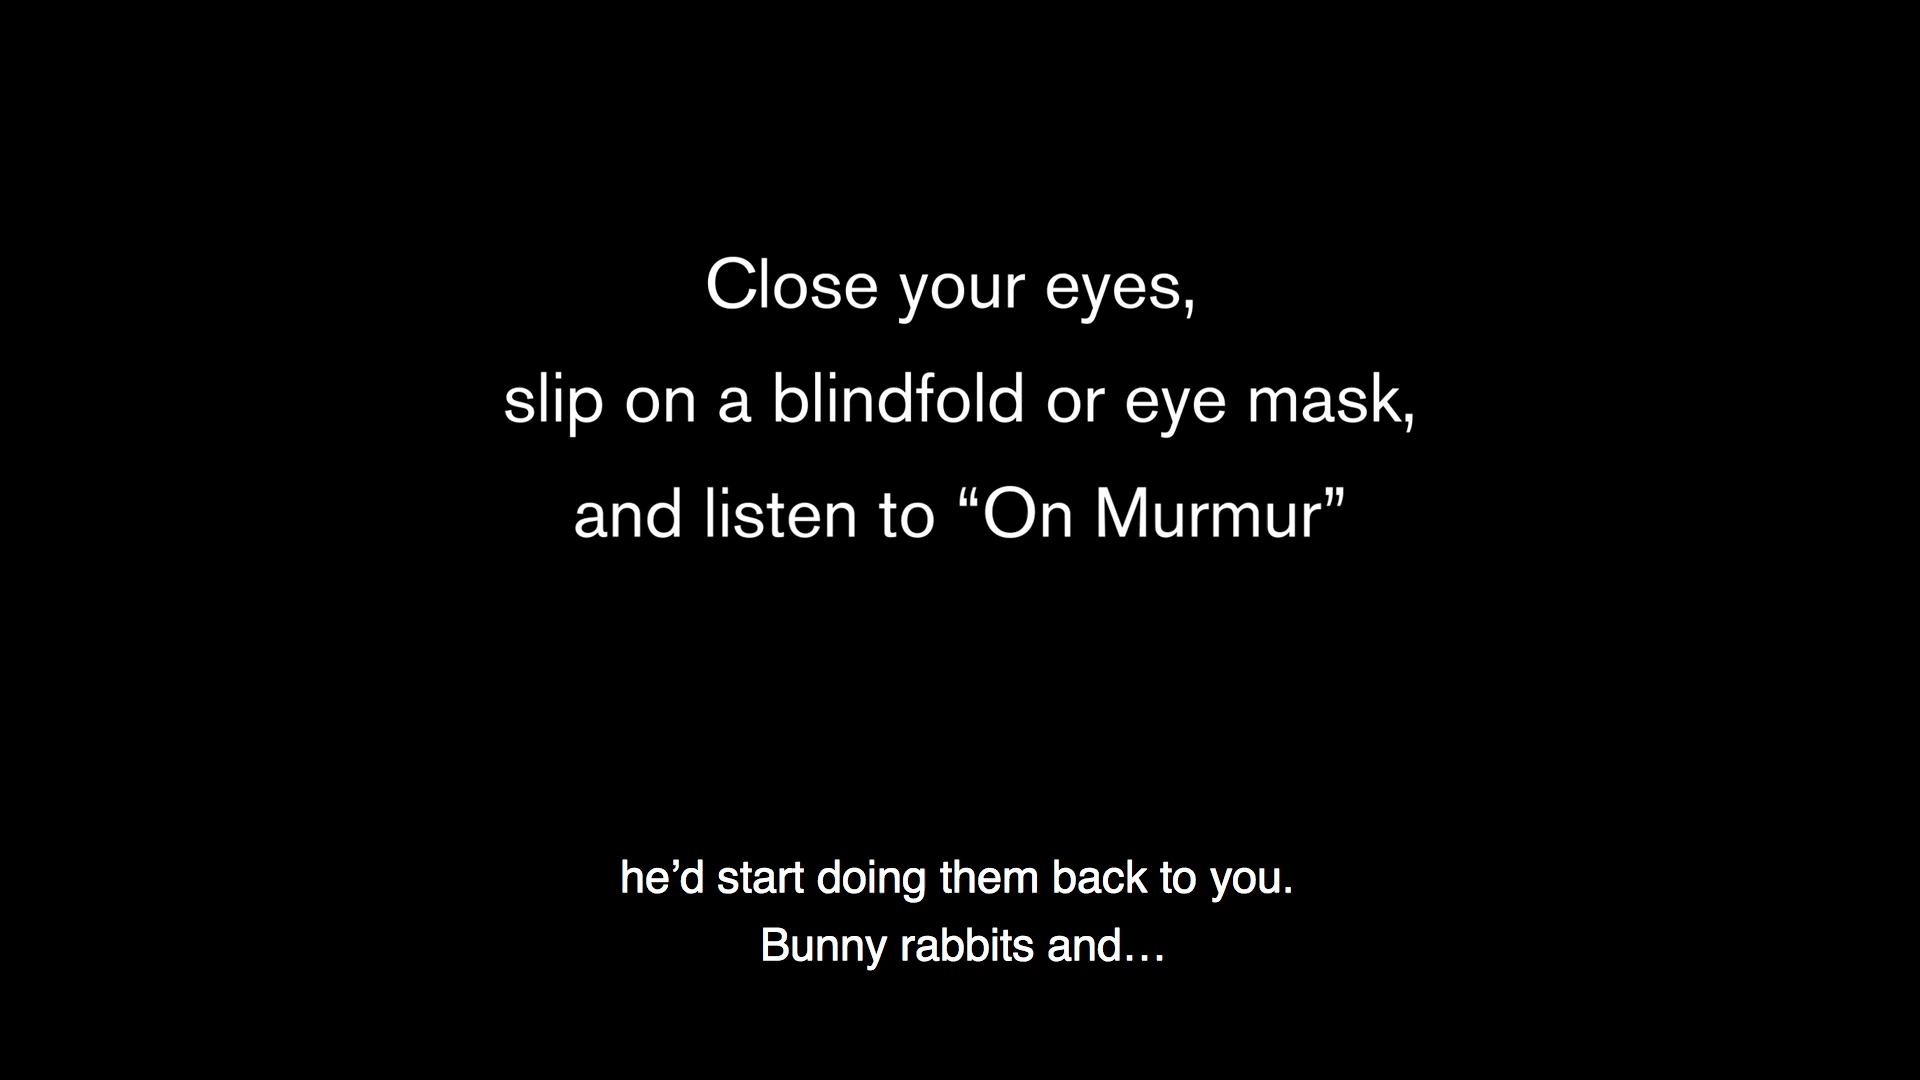 Close your eyes,
slip on a blindfold or eye mask,
and listen to “On Murmur”
he’d start doing them back to you.
Bunny rabbits and…